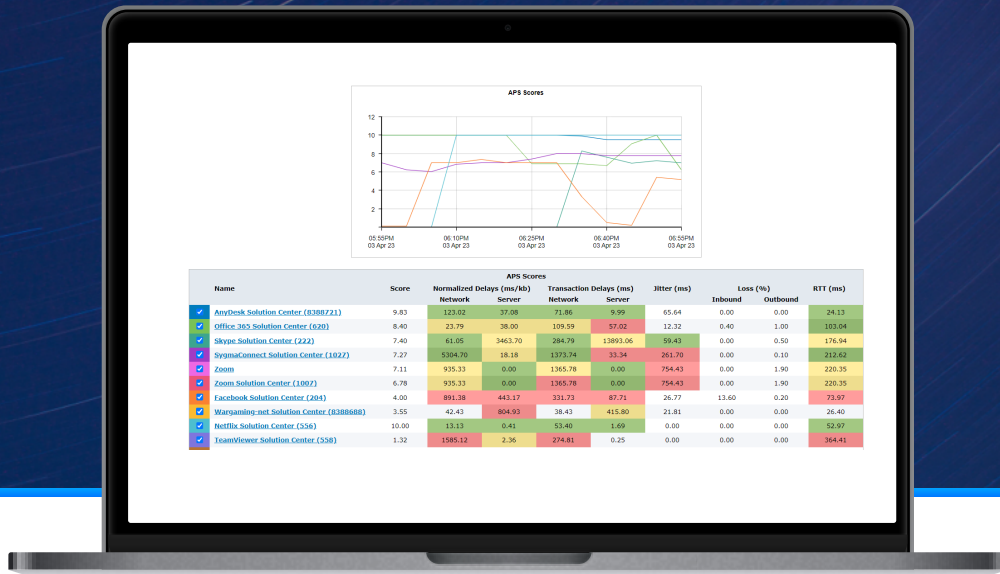 APS Scores
12
10
8
6
4
2
05:55PM 06:10PM 06:25PM 06:40PM 06:55PM
03 Apr 23 03 Apr 23 03 Apr 23 03 Apr 23 03 Apr 23
APS Scores
Name Score Normalized Delays (ms/kb) Transaction Delays (ms) Jitter (ms) Loss (%) RTT (ms)
Network Server Network Server Inbound Outbound
AnyDesk Solution Center (8388721) 9.83 123.02 37.08 71.86 9.99 65.64 0.00 0.00 24.13
Office 365 Solution Center (620) 8.40 23.79 38.00 109.59 57.02 12.32 0.40 1.00 103.04
Skype Solution Center (222) 7.40 61.05 3463.70 284.79 13893.06 59.43 0.00 0.50 176.94
SygmaConnect Solution Center (1027) 7.27 5304.70 18.18 1373.74 33.34 261.70 0.00 0.10 212.62
Zoom 7.11 935.33 0.00 1365.78 0.00 754.43 0.00 1.90 220.35
Zoom Solution Center (1007) 6.78 935.33 0.00 1365.78 0.00 754.43 0.00 1.90 220.35
Facebook Solution Center (204) 4.00 891.38 443.17 331.73 87.71 26.77 13.60 0.20 73.97
Wargaming-net Solution Center (8388688) 3.55 42.43 804.93 38.43 415.80 21.81 0.00 0.00 26.40
Netflix Solution Center (556) 10.00 13.13 0.41 53.40 1.69 0.00 0.00 0.00 52.97
TeamViewer Solution Center (558) 1.32 1585.12 2.36 274.81 0.25 0.00 0.00 0.00 364.41